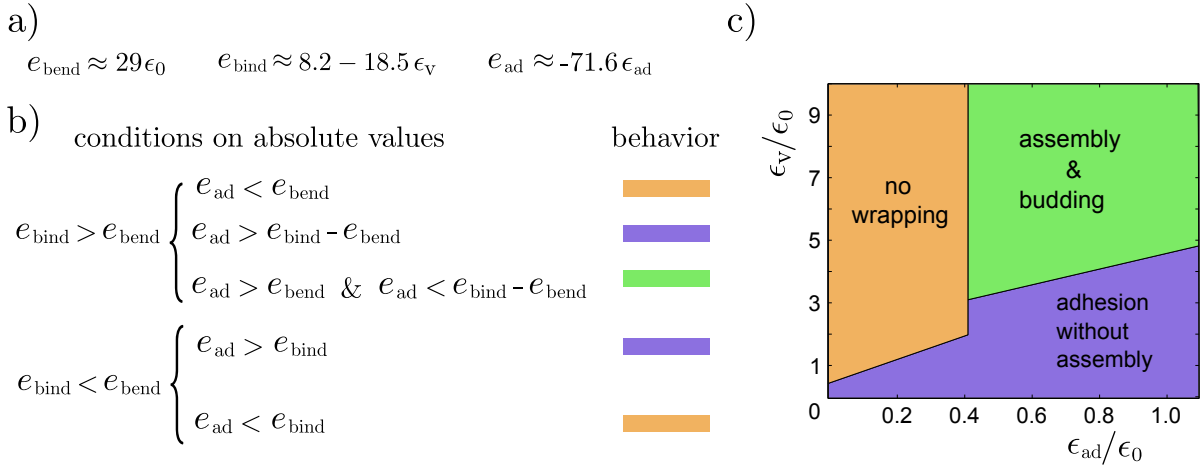 a)
e_bend ≈ 29 ϵ_0 e_bind ≈ 8.2 – 18.5 ϵ_v e_ad ≈ -71.6 ϵ_ad
b)
conditions on absolute values behavior
e_bind > e_bend
e_ad < e_bend
e_ad > e_bind - e_bend
e_ad > e_bend & e_ad < e_bind - e_bend
e_bind < e_bend
e_ad > e_bind
e_ad < e_bind
c)
ϵ_v/ϵ_0
9
7
5
3
1
0
no
wrapping
assembly
&
budding
adhesion
without
assembly
0.2 0.4 0.6 0.8 1.0
ϵ_ad/ϵ_0